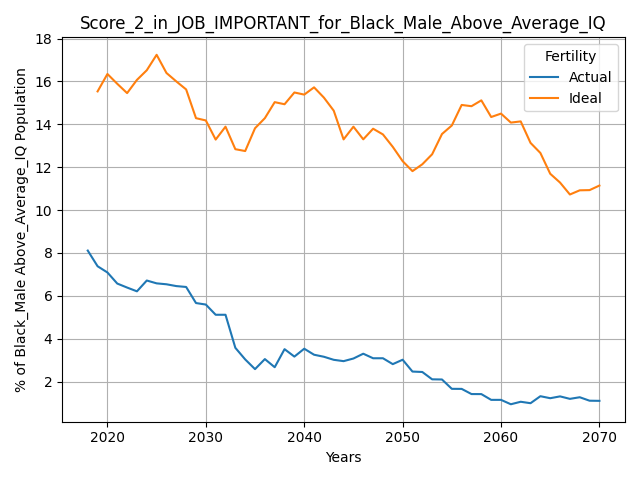 Score_2_in_JOB_IMPORTANT_for_Black_Male_Above_Average_IQ
Fertility
Actual
Ideal
% of Black_Male Above_Average_IQ Population
18
16
14
12
10
8
6
4
2
2020 2030 2040 2050 2060 2070
Years